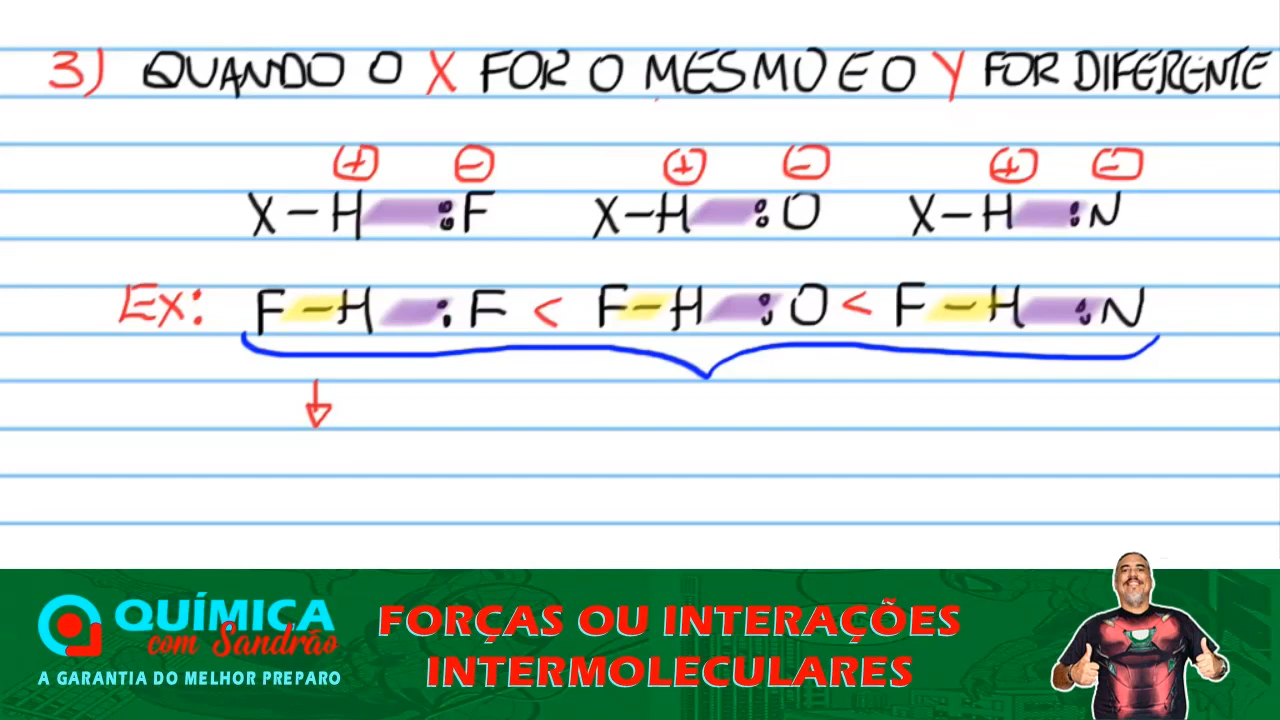 3) QUANDO O X FOR O MESMO E O Y FOR DIFERENTE
+ - + - + -
X-H :F X-H :O X-H :N
Ex: F-H :F < F-H :O < F-H :N
QUÍMICA
com Sandrão
A GARANTIA DO MELHOR PREPARO
FORÇAS OU INTERAÇÕES
INTERMOLECULARES